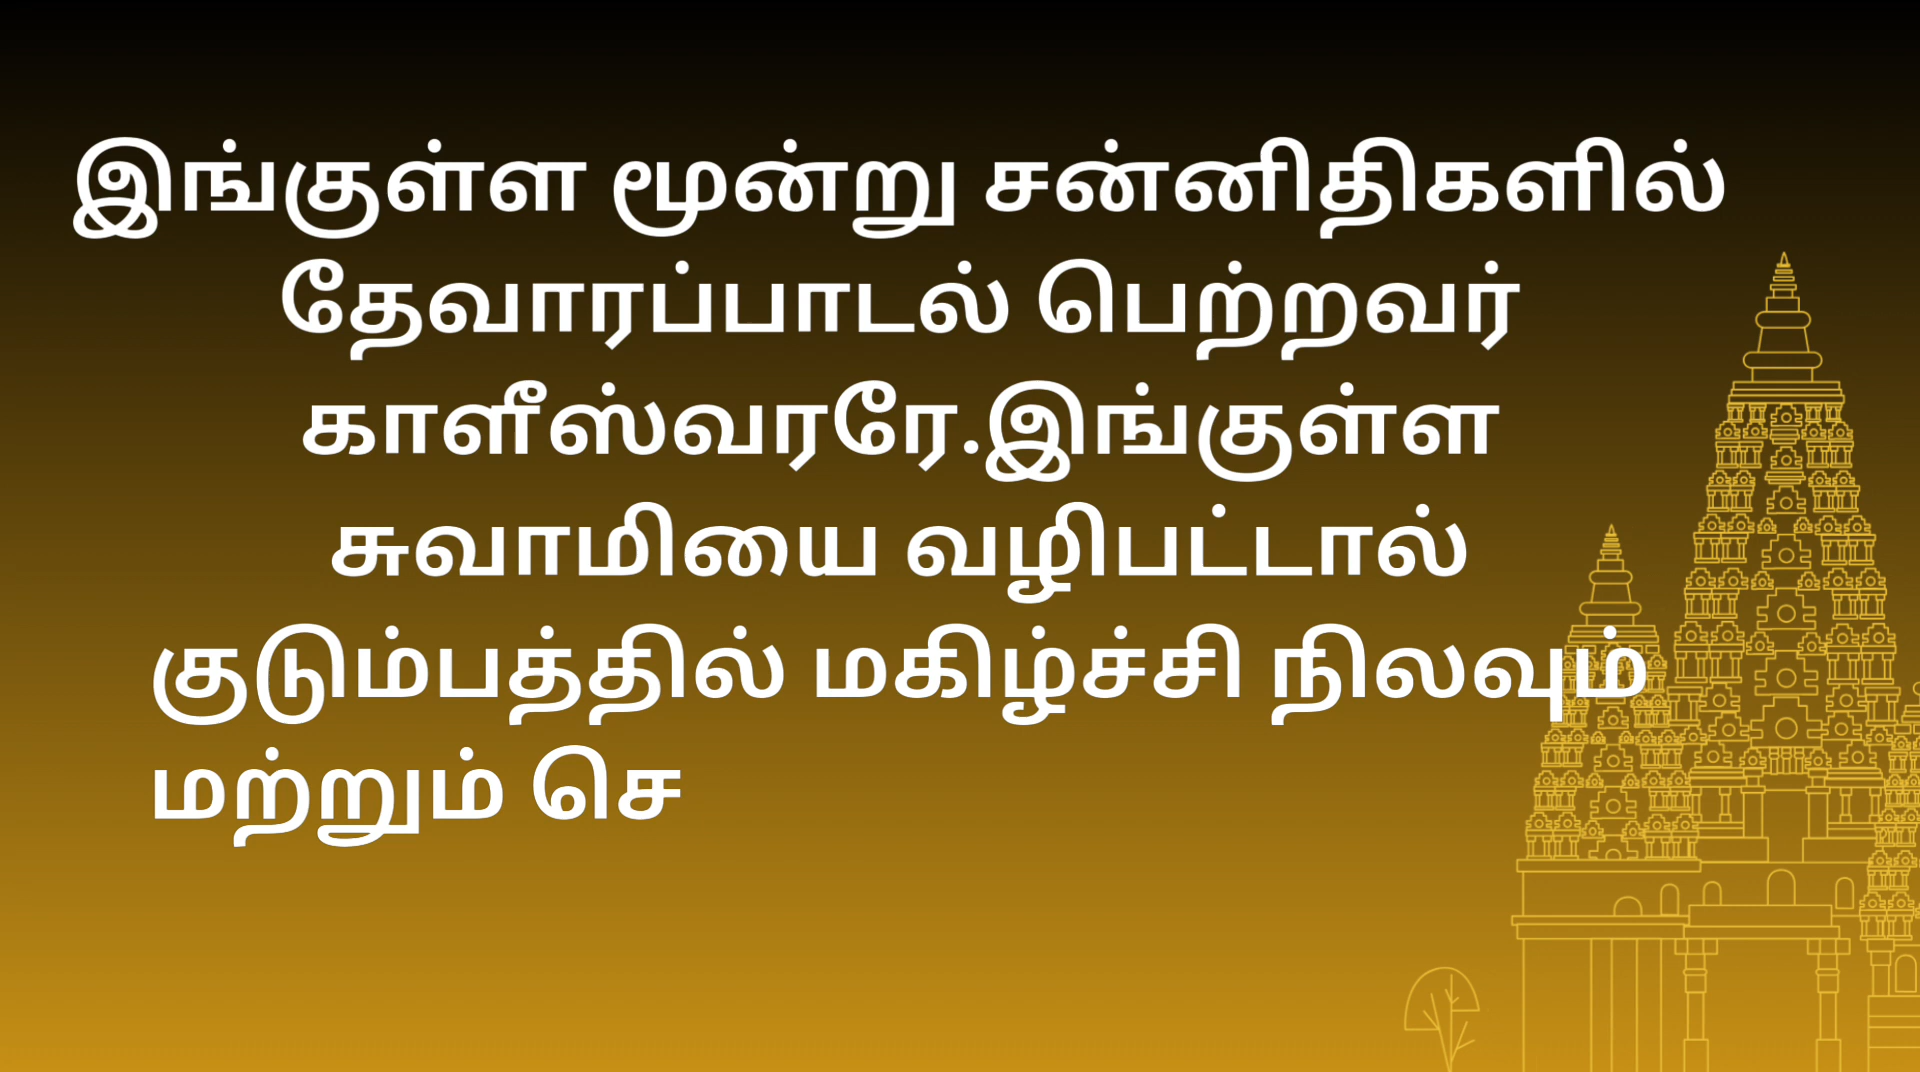 இங்குள்ள மூன்று சன்னிதிகளில்
தேவாரப்பாடல் பெற்றவர்
காளீஸ்வரரே.இங்குள்ள
சுவாமியை வழிபட்டால்
குடும்பத்தில் மகிழ்ச்சி நிலவும்
மற்றும் செ